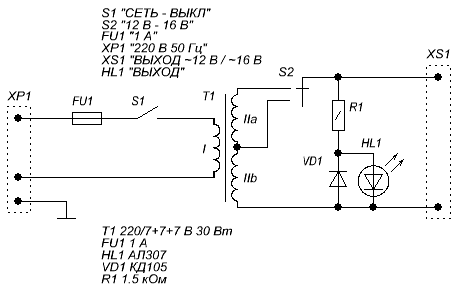 S1 "СЕТЬ - ВЫКЛ"
S2 "12 В - 16 В"
FU1 "1 А"
XP1 "220 В 50 Гц"
XS1 "ВЫХОД ~12 В / ~16 В
HL1 "ВЫХОД"
XP1
FU1
S1
T1
S2
XS1
IIa
R1
I
HL1
IIb
VD1
T1 220/7+7+7 В 30 Вт
FU1 1 А
HL1 АЛ307
VD1 КД105
R1 1.5 кОм